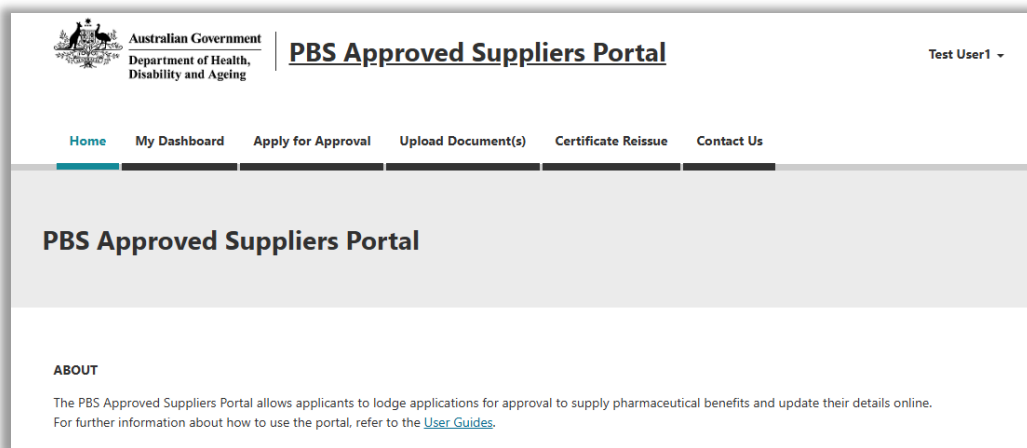 Australian Government
Department of Health,
Disability and Ageing
PBS Approved Suppliers Portal
Test User1
Home My Dashboard Apply for Approval Upload Document(s) Certificate Reissue Contact Us
PBS Approved Suppliers Portal
ABOUT
The PBS Approved Suppliers Portal allows applicants to lodge applications for approval to supply pharmaceutical benefits and update their details online.
For further information about how to use the portal, refer to the User Guides.